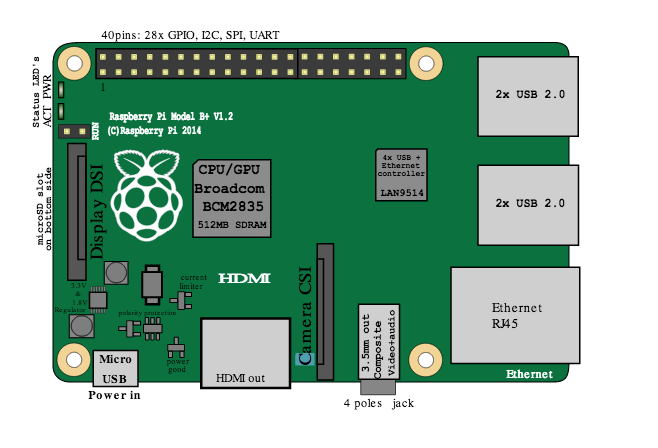 40pins: 28x GPIO, I2C, SPI, UART
Status LED's
ACT PWR
1
RUN
Raspberry Pi Model B+ V1.2
(C)Raspberry Pi 2014
2x USB 2.0
microSD slot
on bottom side
Display DSI
CPU/GPU
Broadcom
BCM2835
512MB SDRAM
4x USB +
Ethernet
controller
LAN9514
2x USB 2.0
3.3V
&
1.8V
Regulator
current
limiter
HDMI
Camera CSI
polarity protection
power
good
Ethernet
RJ45
3.5mm out
Composite
Video+audio
Micro
USB
HDMI out
Ethernet
Power in
4 poles jack